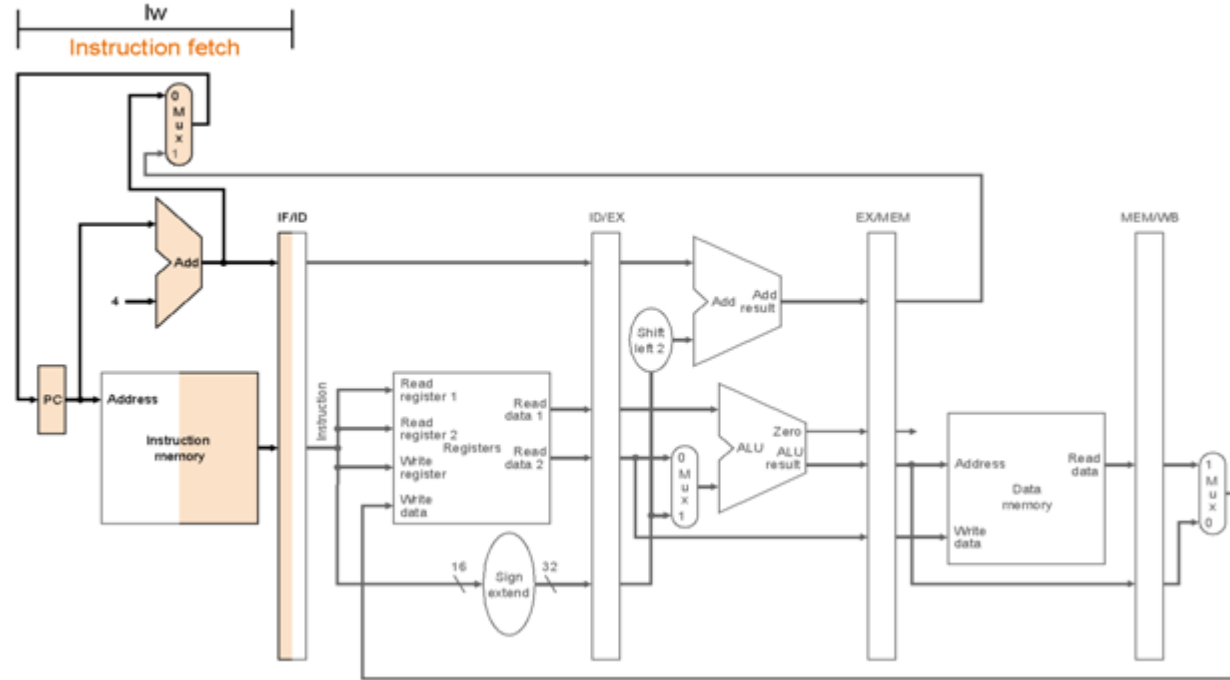 lw
Instruction fetch
0
M
u
x
1
IF/ID
ID/EX
EX/MEM
MEM/WB
Add
4
Add
Add
result
Shift
left 2
PC
Address
Instruction
memory
Instruction
Read
register 1
Read
register 2
Write
register
Write
data
Registers
Read
data 1
Read
data 2
0
M
u
x
1
ALU
Zero
ALU
result
Address
Write
data
Data
memory
Read
data
1
M
u
x
0
16
Sign
extend
32